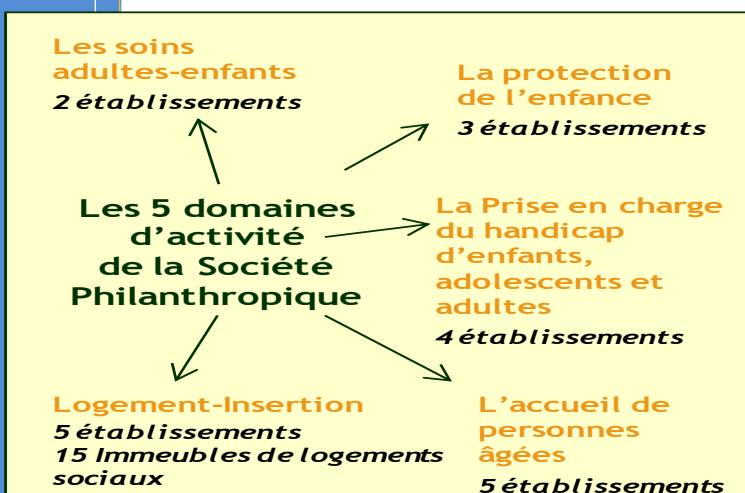 Les soins
adultes-enfants
2 établissements
La protection
de l'enfance
3 établissements
Les 5 domaines
d'activité
de la Société
Philanthropique
La Prise en charge
du handicap
d'enfants,
adolescents et
adultes
4 établissements
Logement-Insertion
5 établissements
15 Immeubles de logements
sociaux
L'accueil de
personnes
âgées
5 établissements